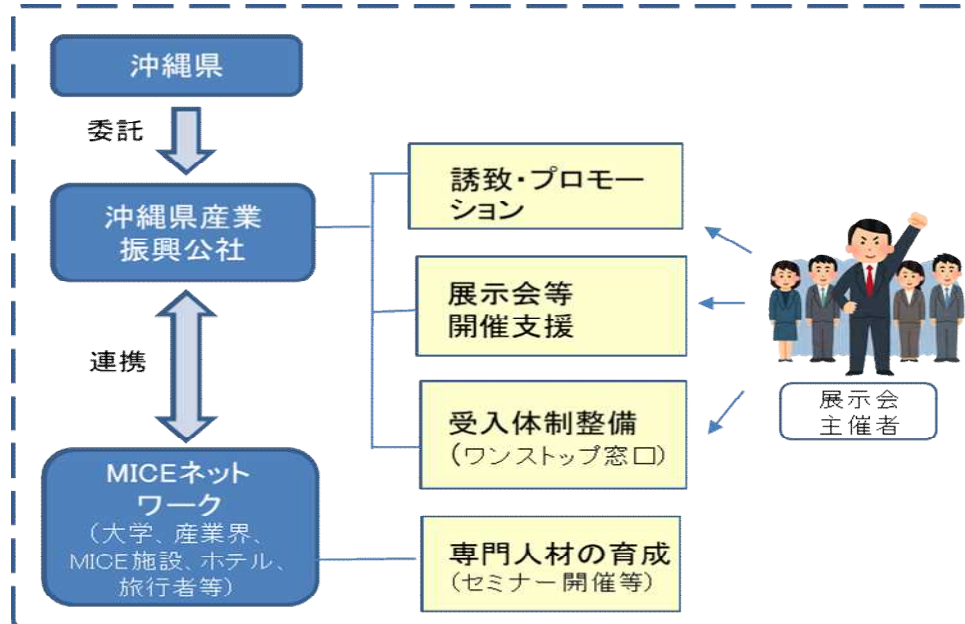 沖縄県
委託
沖縄県産業
振興公社
連携
MICEネット
ワーク
(大学、産業界、
MICE施設、ホテル、
旅行者等)
誘致・プロモー
ション
展示会等
開催支援
受入体制整備
(ワンストップ窓口)
専門人材の育成
(セミナー開催等)
展示会
主催者